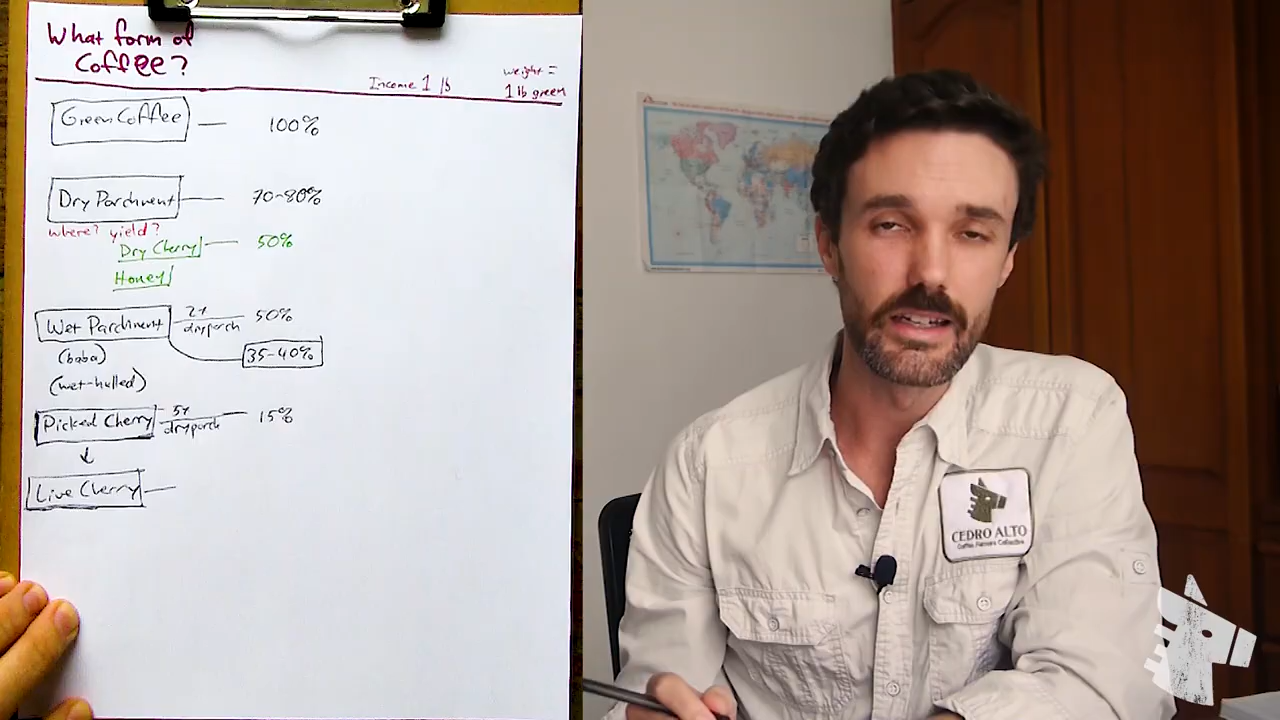 What form of
Coffee?
Income 1 lb
weight =
1 lb green
Green Coffee — 100%
Dry Parchment — 70-80%
where? yield?
Dry Cherry — 50%
Honey
Wet Parchment 2x dry parch 50%
(baba) 35-40%
(wet-hulled)
Picked Cherry 5x dry parch 15%
↓
Live Cherry —
CEDRO ALTO
Coffee Farmers Collective